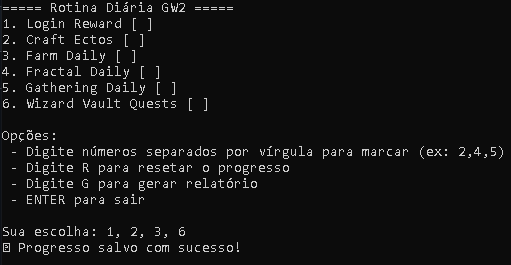 ===== Rotina Diária GW2 =====
1. Login Reward [ ]
2. Craft Ectos [ ]
3. Farm Daily [ ]
4. Fractal Daily [ ]
5. Gathering Daily [ ]
6. Wizard Vault Quests [ ]
Opções:
- Digite números separados por vírgula para marcar (ex: 2,4,5)
- Digite R para resetar o progresso
- Digite G para gerar relatório
- ENTER para sair
Sua escolha: 1, 2, 3, 6
Progresso salvo com sucesso!